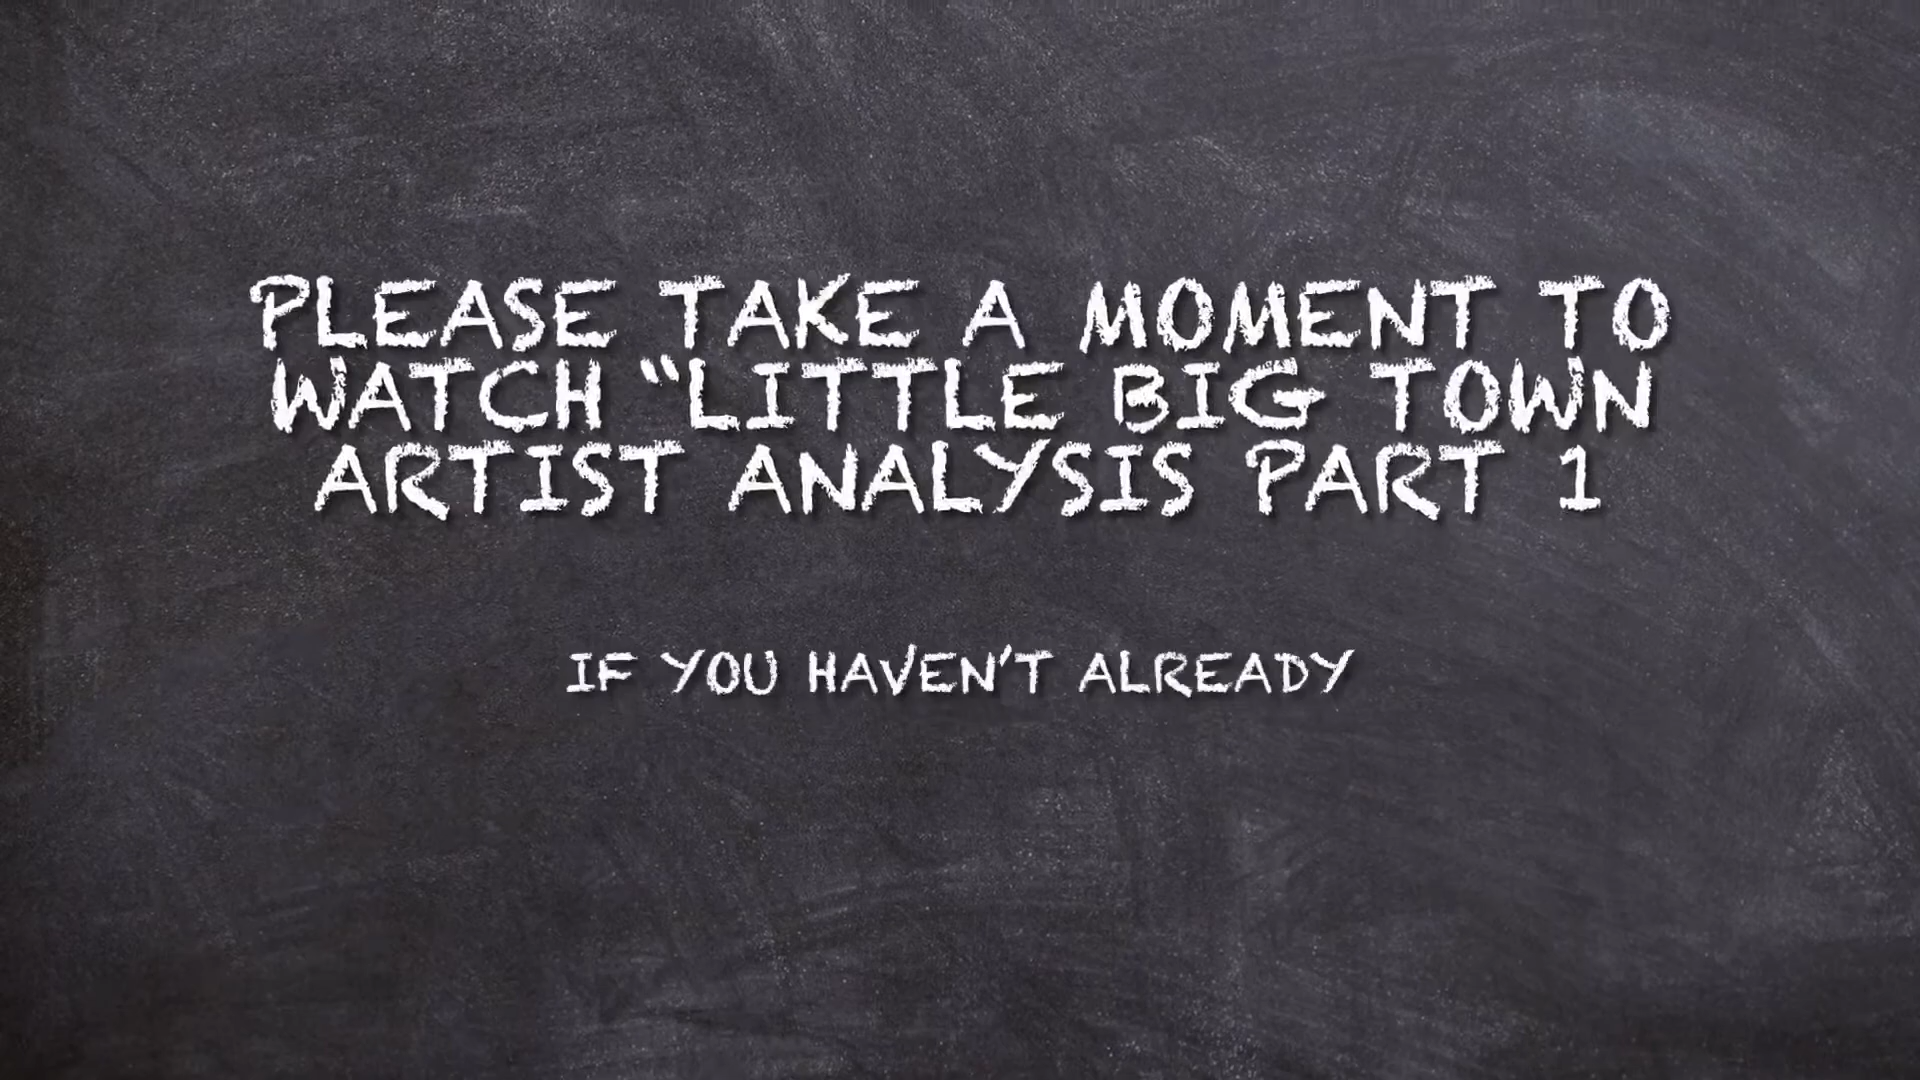 PLEASE TAKE A MOMENT TO
WATCH “LITTLE BIG TOWN
ARTIST ANALYSIS PART 1
IF YOU HAVEN’T ALREADY